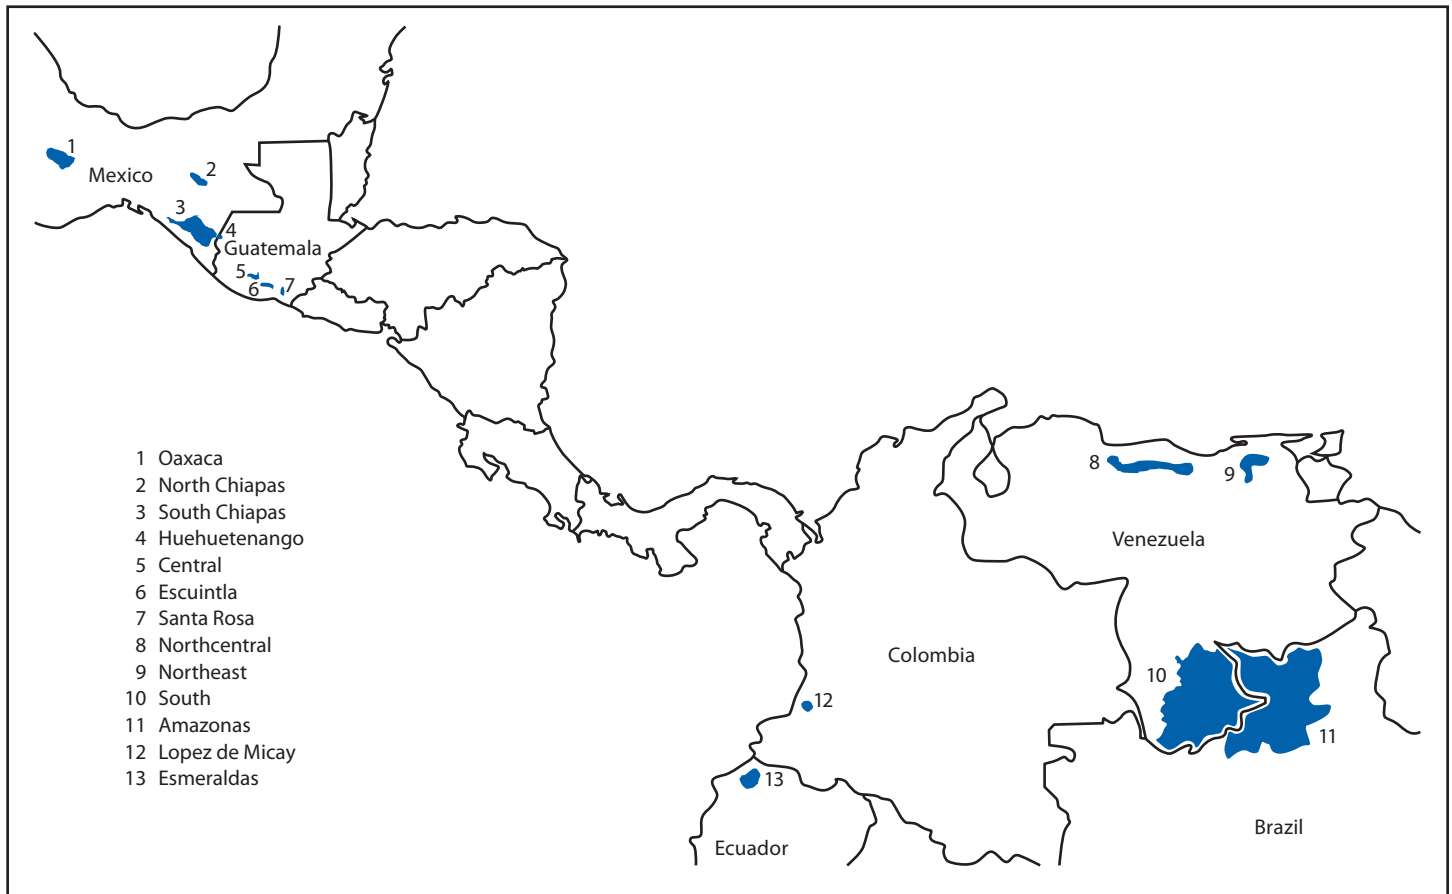 1
Mexico
2
3
4
Guatemala
5
6
7
8
9
Venezuela
1 Oaxaca
2 North Chiapas
3 South Chiapas
4 Huehuetenango
5 Central
6 Escuintla
7 Santa Rosa
8 Northcentral
9 Northeast
10 South
11 Amazonas
12 Lopez de Micay
13 Esmeraldas
Colombia
10
12
11
13
Brazil
Ecuador